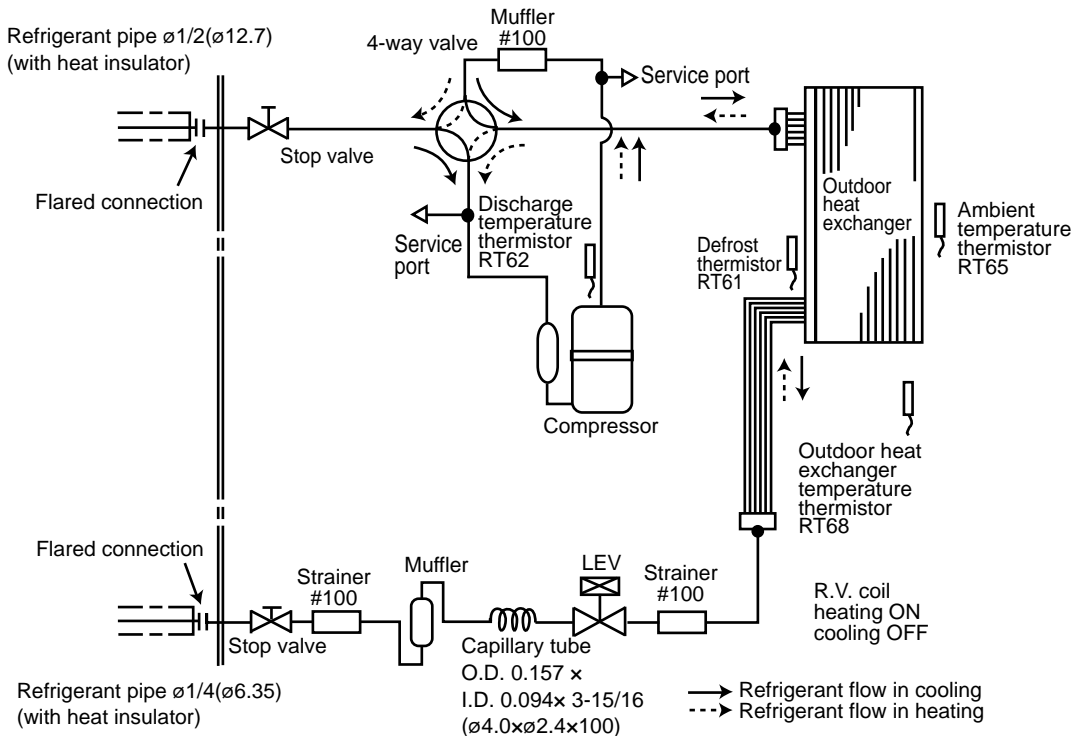 Refrigerant pipe ø1/2(ø12.7)
(with heat insulator)
4-way valve
Muffler
#100
Service port
Stop valve
Flared connection
Service
port
Discharge
temperature
thermistor
RT62
Compressor
Outdoor
heat
exchanger
Defrost
thermistor
RT61
Ambient
temperature
thermistor
RT65
Outdoor heat
exchanger
temperature
thermistor
RT68
Flared connection
Stop valve
Strainer
#100
Muffler
LEV
Strainer
#100
Capillary tube
O.D. 0.157 ×
I.D. 0.094× 3-15/16
(ø4.0×ø2.4×100)
R.V. coil
heating ON
cooling OFF
Refrigerant pipe ø1/4(ø6.35)
(with heat insulator)
Refrigerant flow in cooling
Refrigerant flow in heating